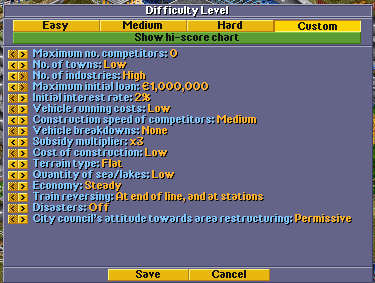 Difficulty Level
Easy Medium Hard Custom
Show hi-score chart
Maximum no. competitors: 0
No. of towns: Low
No. of industries: High
Maximum initial loan: €1,000,000
Initial interest rate: 2%
Vehicle running costs: Low
Construction speed of competitors: Medium
Vehicle breakdowns: None
Subsidy multiplier: x3
Cost of construction: Low
Terrain type: Flat
Quantity of sea/lakes: Low
Economy: Steady
Train reversing: At end of line, and at stations
Disasters: Off
City council's attitude towards area restructuring: Permissive
Save Cancel